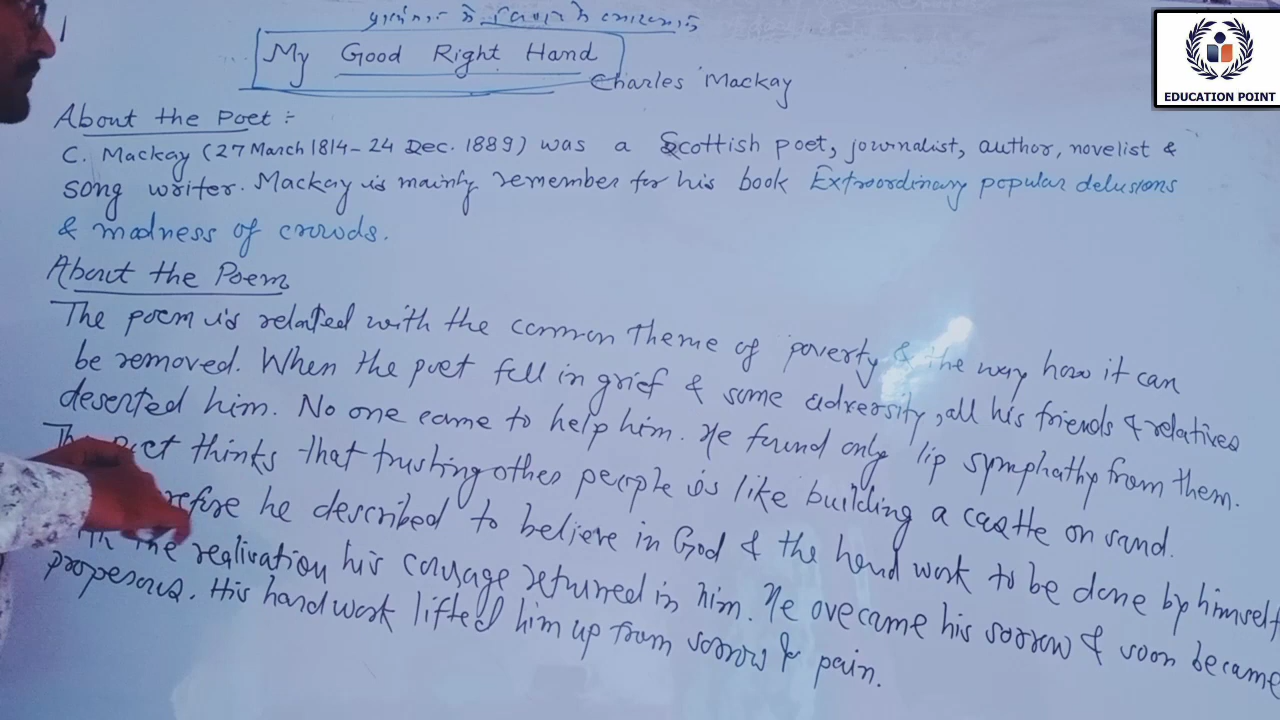 My Good Right Hand
Charles Mackay
EDUCATION POINT
About the Poet :-
C. Mackay (27 March 1814 - 24 Dec. 1889) was a Scottish poet, journalist, author, novelist &
song writer. Mackay is mainly remember for his book Extraordinary popular delusions
& madness of crowds.
About the Poem
The poem is related with the common theme of poverty & the way how it can
be removed. When the poet fell in grief & some adversity, all his friends & relatives
deserted him. No one came to help him. He found only lip symphathy from them.
poet thinks that trusting other people is like building a castle on sand.
he described to believe in God & the hard work to be done by himself
the realisation his courage returned in him. He overcame his sorrow & soon became
properous. His hard work lifted him up from sorrow & pain.